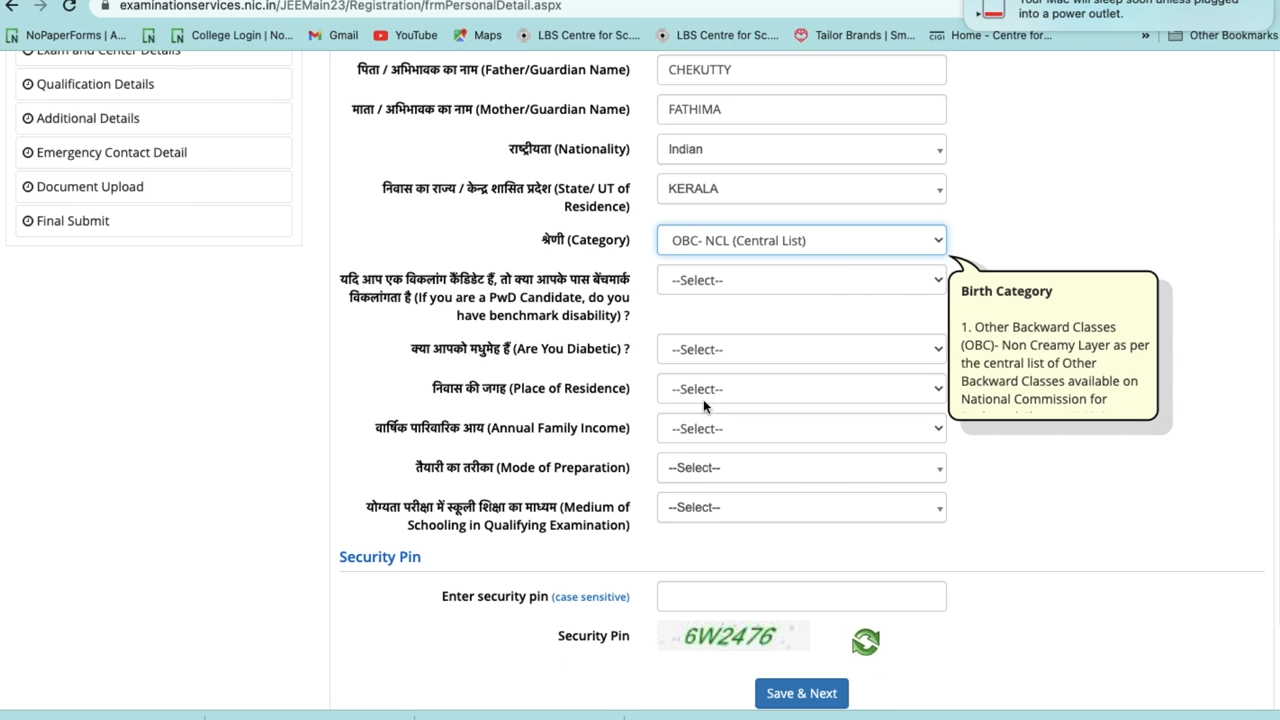 examinationservices.nic.in/JEEMain23/Registration/frmPersonalDetail.aspx
Your Mac will sleep soon unless plugged
into a power outlet.
NoPaperForms | A...
College Login | No...
Gmail
YouTube
Maps
LBS Centre for Sc....
LBS Centre for Sc....
Tailor Brands | Sm...
Home - Centre for...
»
Other Bookmarks
Exam and Center Details
Qualification Details
Additional Details
Emergency Contact Detail
Document Upload
Final Submit
पिता / अभिभावक का नाम (Father/Guardian Name)
CHEKUTTY
माता / अभिभावक का नाम (Mother/Guardian Name)
FATHIMA
राष्ट्रीयता (Nationality)
Indian
निवास का राज्य / केन्द्र शासित प्रदेश (State/ UT of
Residence)
KERALA
श्रेणी (Category)
OBC- NCL (Central List)
यदि आप एक विकलांग कैंडिडेट हैं, तो क्या आपके पास बेंचमार्क
विकलांगता है (If you are a PwD Candidate, do you
have benchmark disability) ?
--Select--
क्या आपको मधुमेह हैं (Are You Diabetic) ?
--Select--
निवास की जगह (Place of Residence)
--Select--
वार्षिक पारिवारिक आय (Annual Family Income)
--Select--
तैयारी का तरीका (Mode of Preparation)
--Select--
योग्यता परीक्षा में स्कूली शिक्षा का माध्यम (Medium of
Schooling in Qualifying Examination)
--Select--
Birth Category
1. Other Backward Classes
(OBC)- Non Creamy Layer as per
the central list of Other
Backward Classes available on
National Commission for
Security Pin
Enter security pin (case sensitive)
Security Pin
6W2476
Save & Next